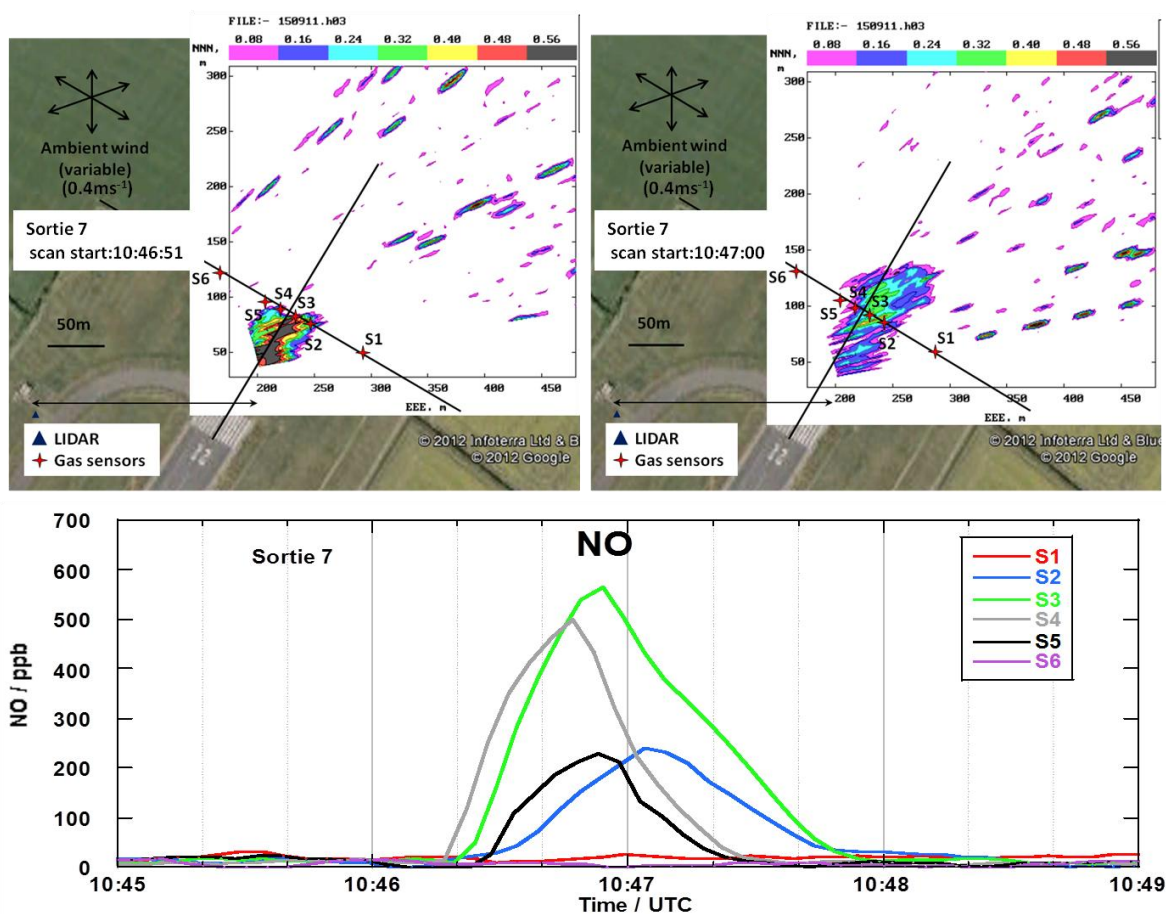 FILE:- 150911.h03
0.08 0.16 0.24 0.32 0.40 0.48 0.56
NNN,
m
300
250
200
150
100
50
200 250 300 350 400 450
EEE, m
Ambient wind
(variable)
(0.4ms-1)
Sortie 7
scan start:10:46:51
S6
S5
S4
S3
S2
S1
50m
LIDAR
Gas sensors
12
© 2012 Infoterra Ltd & B
© 2012 Google
FILE:- 150911.h03
0.08 0.16 0.24 0.32 0.40 0.48 0.56
NNN,
m
300
250
200
150
100
50
200 250 300 350 400 450
EEE, m
Ambient wind
(variable)
(0.4ms-1)
Sortie 7
scan start:10:47:00
S6
S5
S4
S3
S2
S1
50m
LIDAR
Gas sensors
12
© 2012 Infoterra Ltd & Blue
© 2012 Google
NO / ppb
700
600
500
400
300
200
100
0
Sortie 7
NO
S1
S2
S3
S4
S5
S6
10:45 10:46 10:47 10:48 10:49
Time / UTC